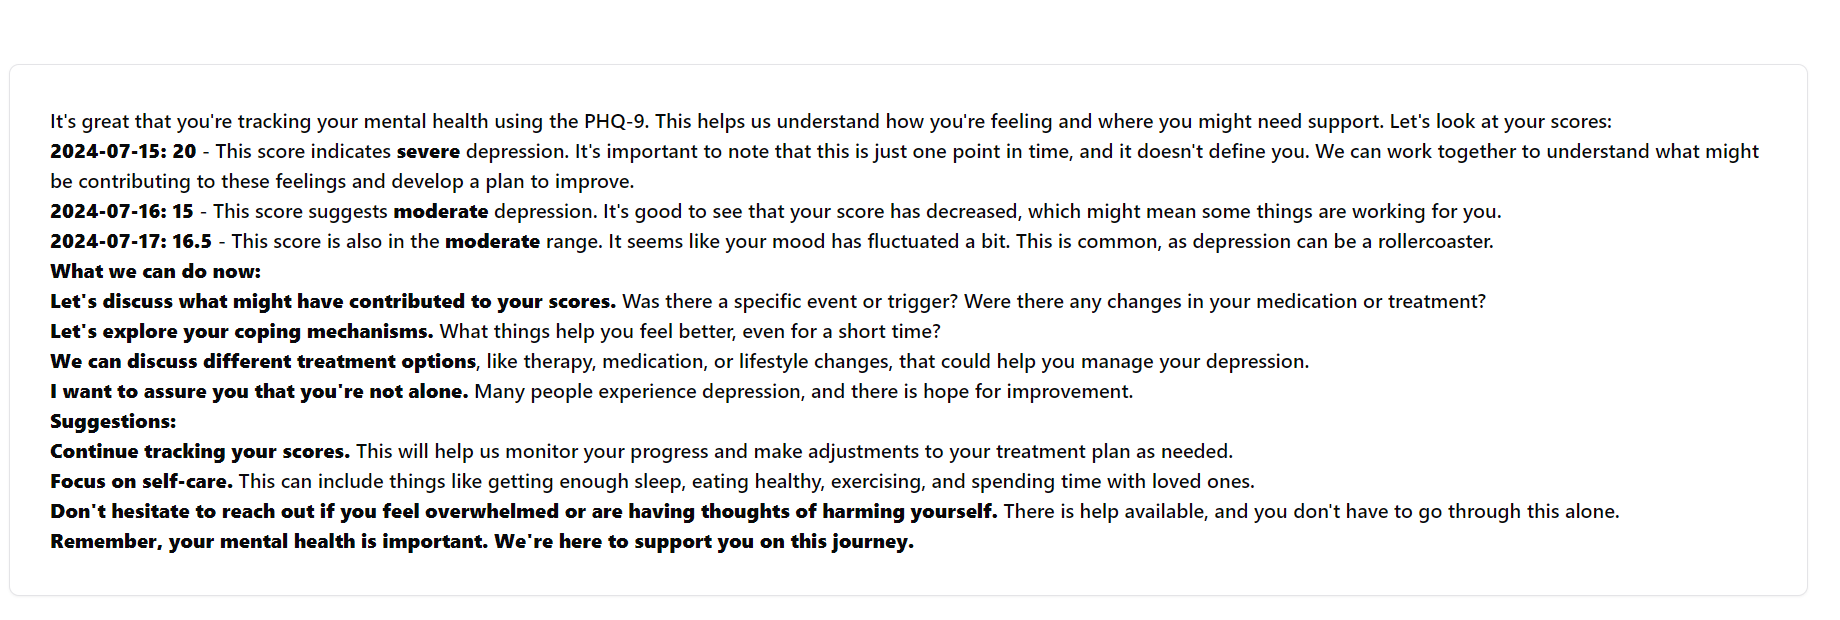 It's great that you're tracking your mental health using the PHQ-9. This helps us understand how you're feeling and where you might need support. Let's look at your scores:
2024-07-15: 20 - This score indicates severe depression. It's important to note that this is just one point in time, and it doesn't define you. We can work together to understand what might
be contributing to these feelings and develop a plan to improve.
2024-07-16: 15 - This score suggests moderate depression. It's good to see that your score has decreased, which might mean some things are working for you.
2024-07-17: 16.5 - This score is also in the moderate range. It seems like your mood has fluctuated a bit. This is common, as depression can be a rollercoaster.
What we can do now:
Let's discuss what might have contributed to your scores. Was there a specific event or trigger? Were there any changes in your medication or treatment?
Let's explore your coping mechanisms. What things help you feel better, even for a short time?
We can discuss different treatment options, like therapy, medication, or lifestyle changes, that could help you manage your depression.
I want to assure you that you're not alone. Many people experience depression, and there is hope for improvement.
Suggestions:
Continue tracking your scores. This will help us monitor your progress and make adjustments to your treatment plan as needed.
Focus on self-care. This can include things like getting enough sleep, eating healthy, exercising, and spending time with loved ones.
Don't hesitate to reach out if you feel overwhelmed or are having thoughts of harming yourself. There is help available, and you don't have to go through this alone.
Remember, your mental health is important. We're here to support you on this journey.